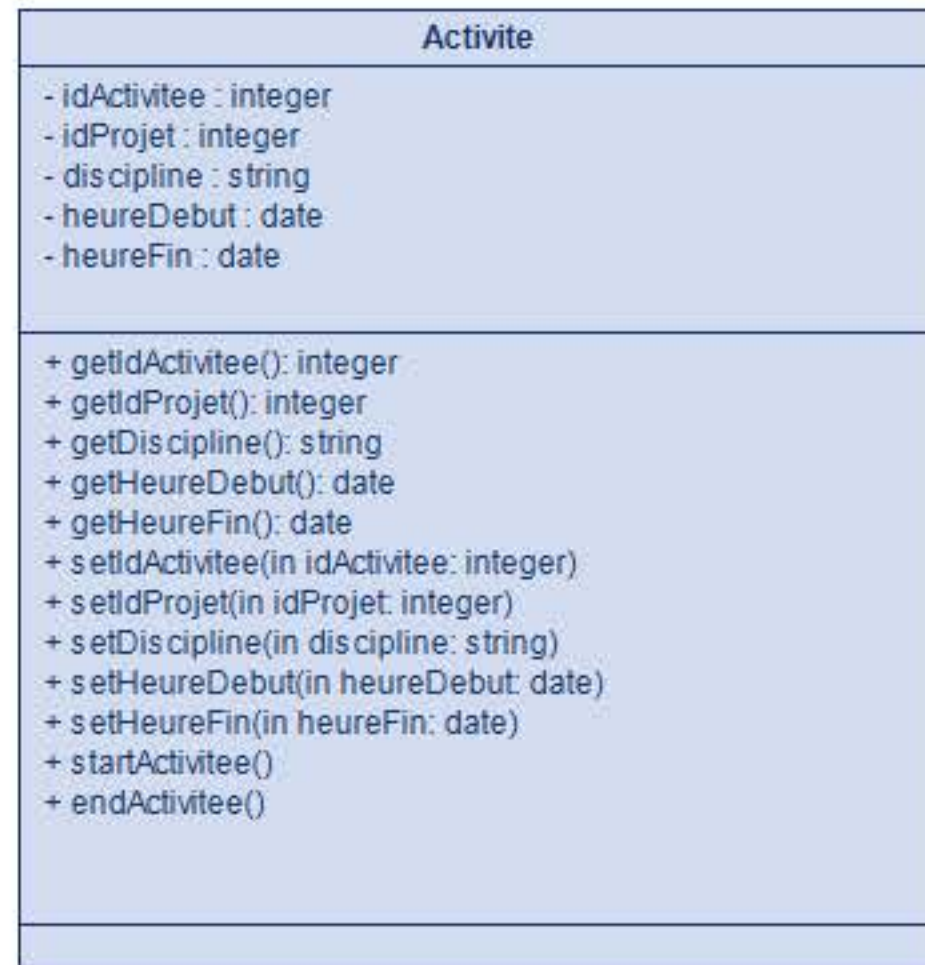 Activite
- idActivitee : integer
- idProjet : integer
- discipline : string
- heureDebut : date
- heureFin : date
+ getIdActivitee(): integer
+ getIdProjet(): integer
+ getDiscipline(): string
+ getHeureDebut(): date
+ getHeureFin(): date
+ setIdActivitee(in idActivitee: integer)
+ setIdProjet(in idProjet: integer)
+ setDiscipline(in discipline: string)
+ setHeureDebut(in heureDebut: date)
+ setHeureFin(in heureFin: date)
+ startActivitee()
+ endActivitee()